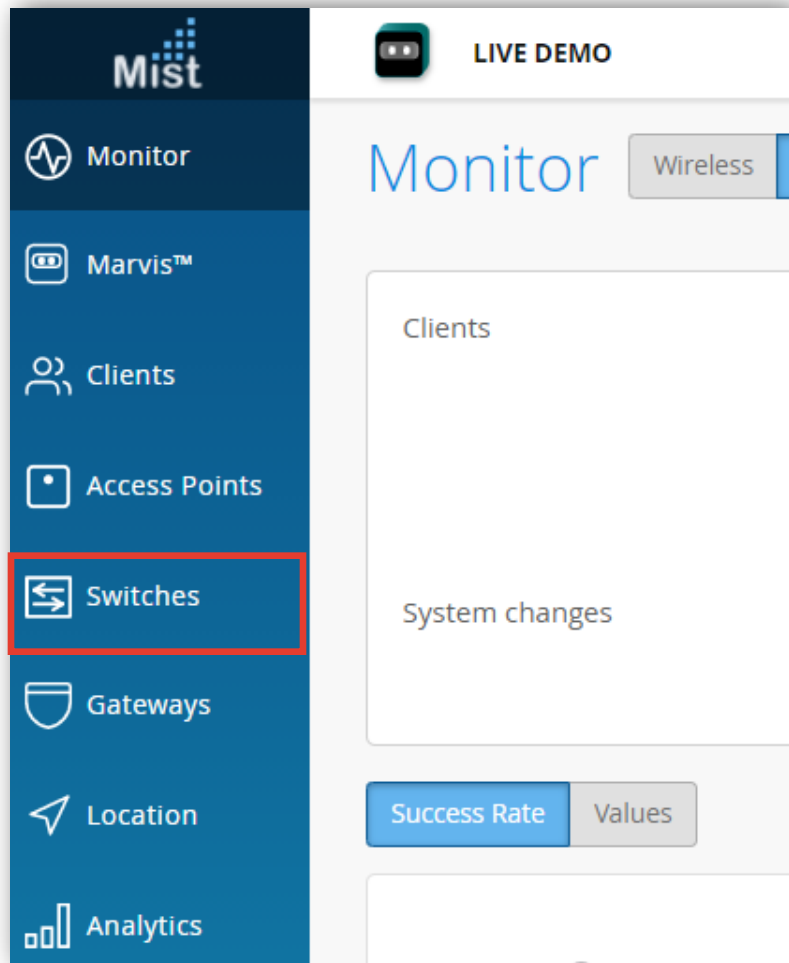 Mist
LIVE DEMO
Monitor
Monitor
Wireless
Marvis™
Clients
Clients
Access Points
Switches
System changes
Gateways
Location
Success Rate
Values
Analytics